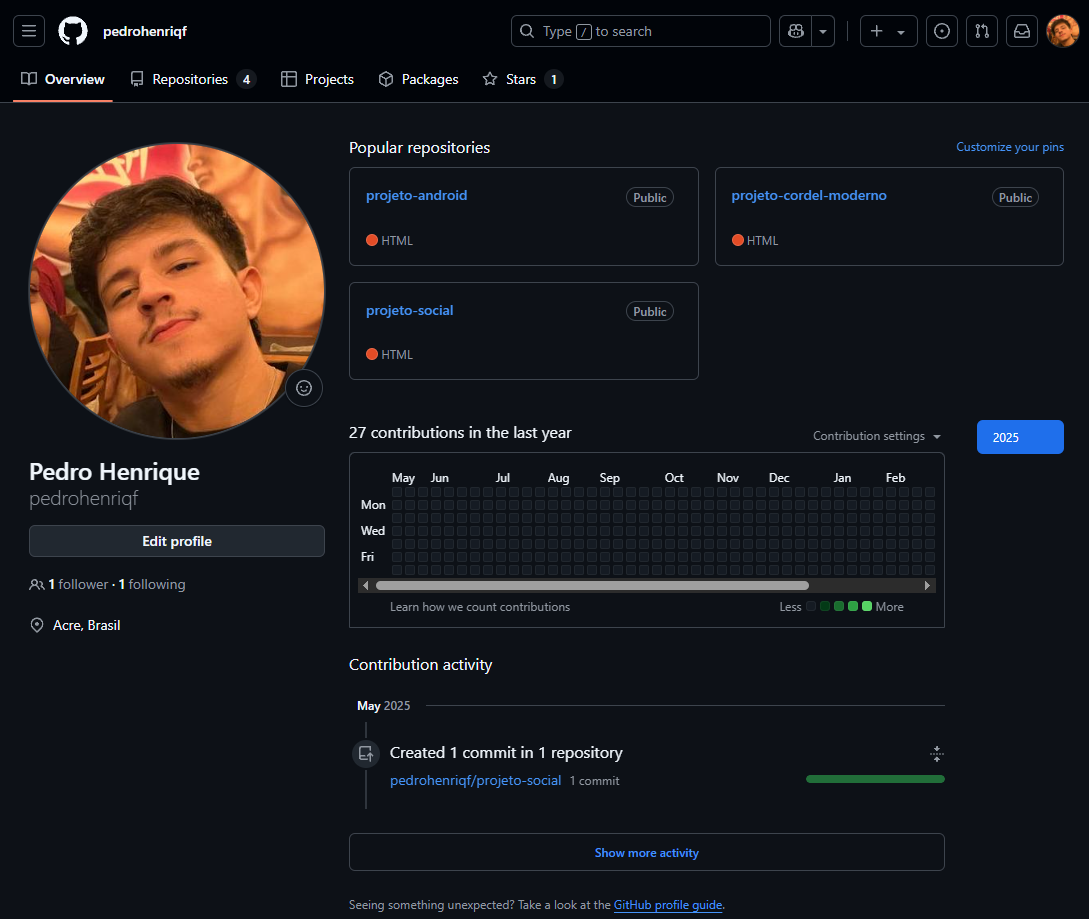 pedrohenriqf
Type / to search
Overview
Repositories 4
Projects
Packages
Stars 1
Popular repositories
Customize your pins
projeto-android
Public
HTML
projeto-cordel-moderno
Public
HTML
projeto-social
Public
HTML
Pedro Henrique
pedrohenriqf
Edit profile
1 follower · 1 following
Acre, Brasil
27 contributions in the last year
Contribution settings
2025
May Jun Jul Aug Sep Oct Nov Dec Jan Feb
Mon
Wed
Fri
Learn how we count contributions
Less
More
Contribution activity
May 2025
Created 1 commit in 1 repository
pedrohenriqf/projeto-social 1 commit
Show more activity
Seeing something unexpected? Take a look at the GitHub profile guide.